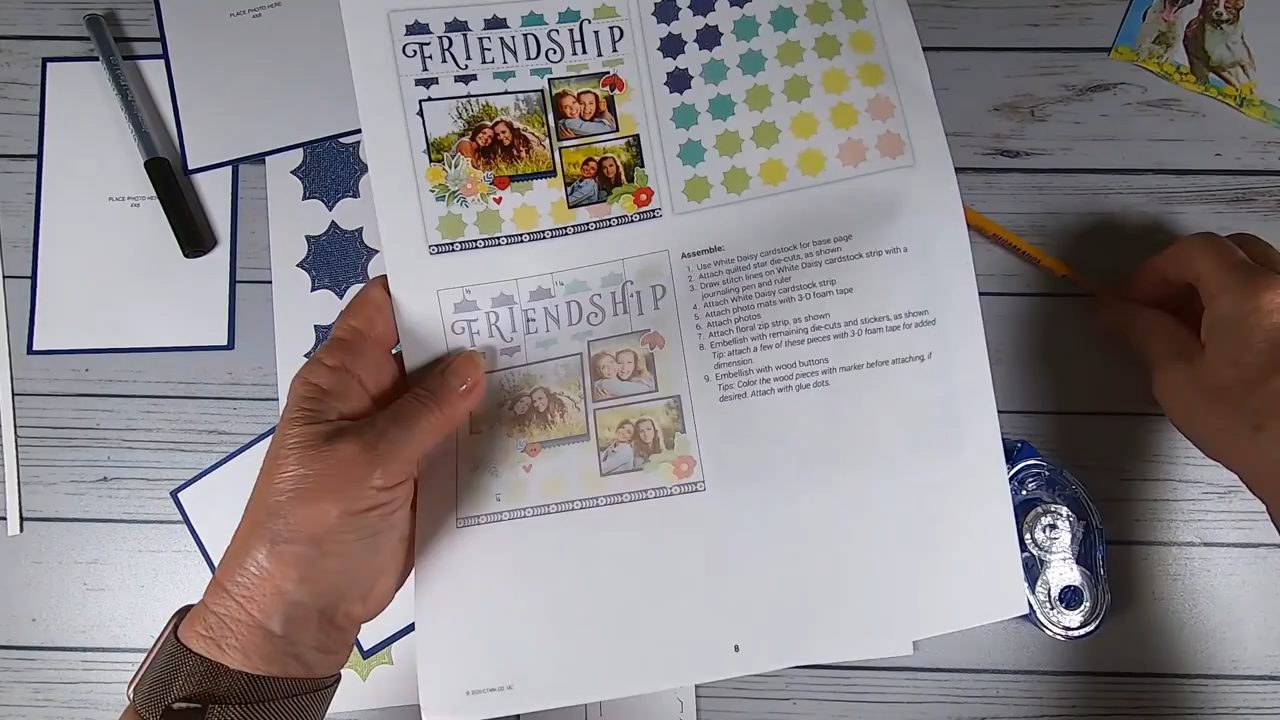 PLACE PHOTO HERE
4X6
PLACE PHOTO HERE
4X6
FRIENDSHIP
FRIENDSHIP
Assemble:
1. Use White Daisy cardstock for base page
2. Attach quilted star die-cuts, as shown
3. Draw stitch lines on White Daisy cardstock strip with a
journaling pen and ruler
4. Attach White Daisy cardstock strip
5. Attach photo mats with 3-D foam tape
6. Attach photos
7. Attach floral zip strip, as shown
8. Embellish with remaining die-cuts and stickers, as shown
Tip: attach a few of these pieces with 3-D foam tape for added
dimension.
9. Embellish with wood buttons
Tips: Color the wood pieces with marker before attaching, if
desired. Attach with glue dots.
8